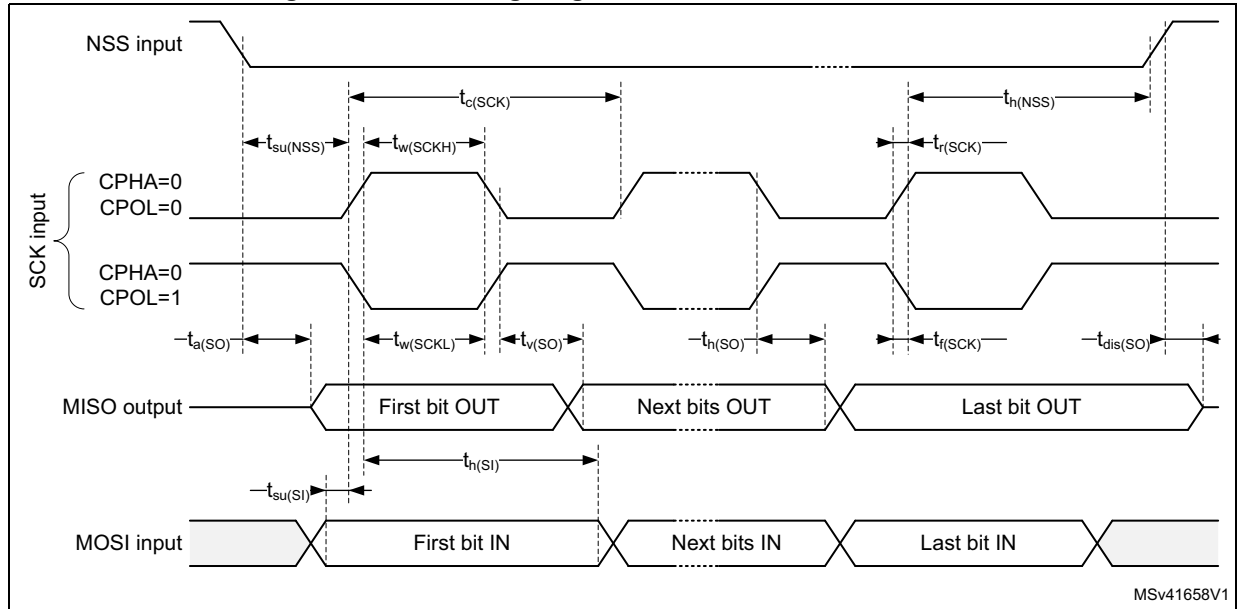 NSS input
tc(SCK)
th(NSS)
tsu(NSS)
tw(SCKH)
tr(SCK)
SCK input
CPHA=0
CPOL=0
CPHA=0
CPOL=1
ta(SO)
tw(SCKL)
tv(SO)
th(SO)
tf(SCK)
tdis(SO)
MISO output
First bit OUT
Next bits OUT
Last bit OUT
th(SI)
tsu(SI)
MOSI input
First bit IN
Next bits IN
Last bit IN
MSv41658V1